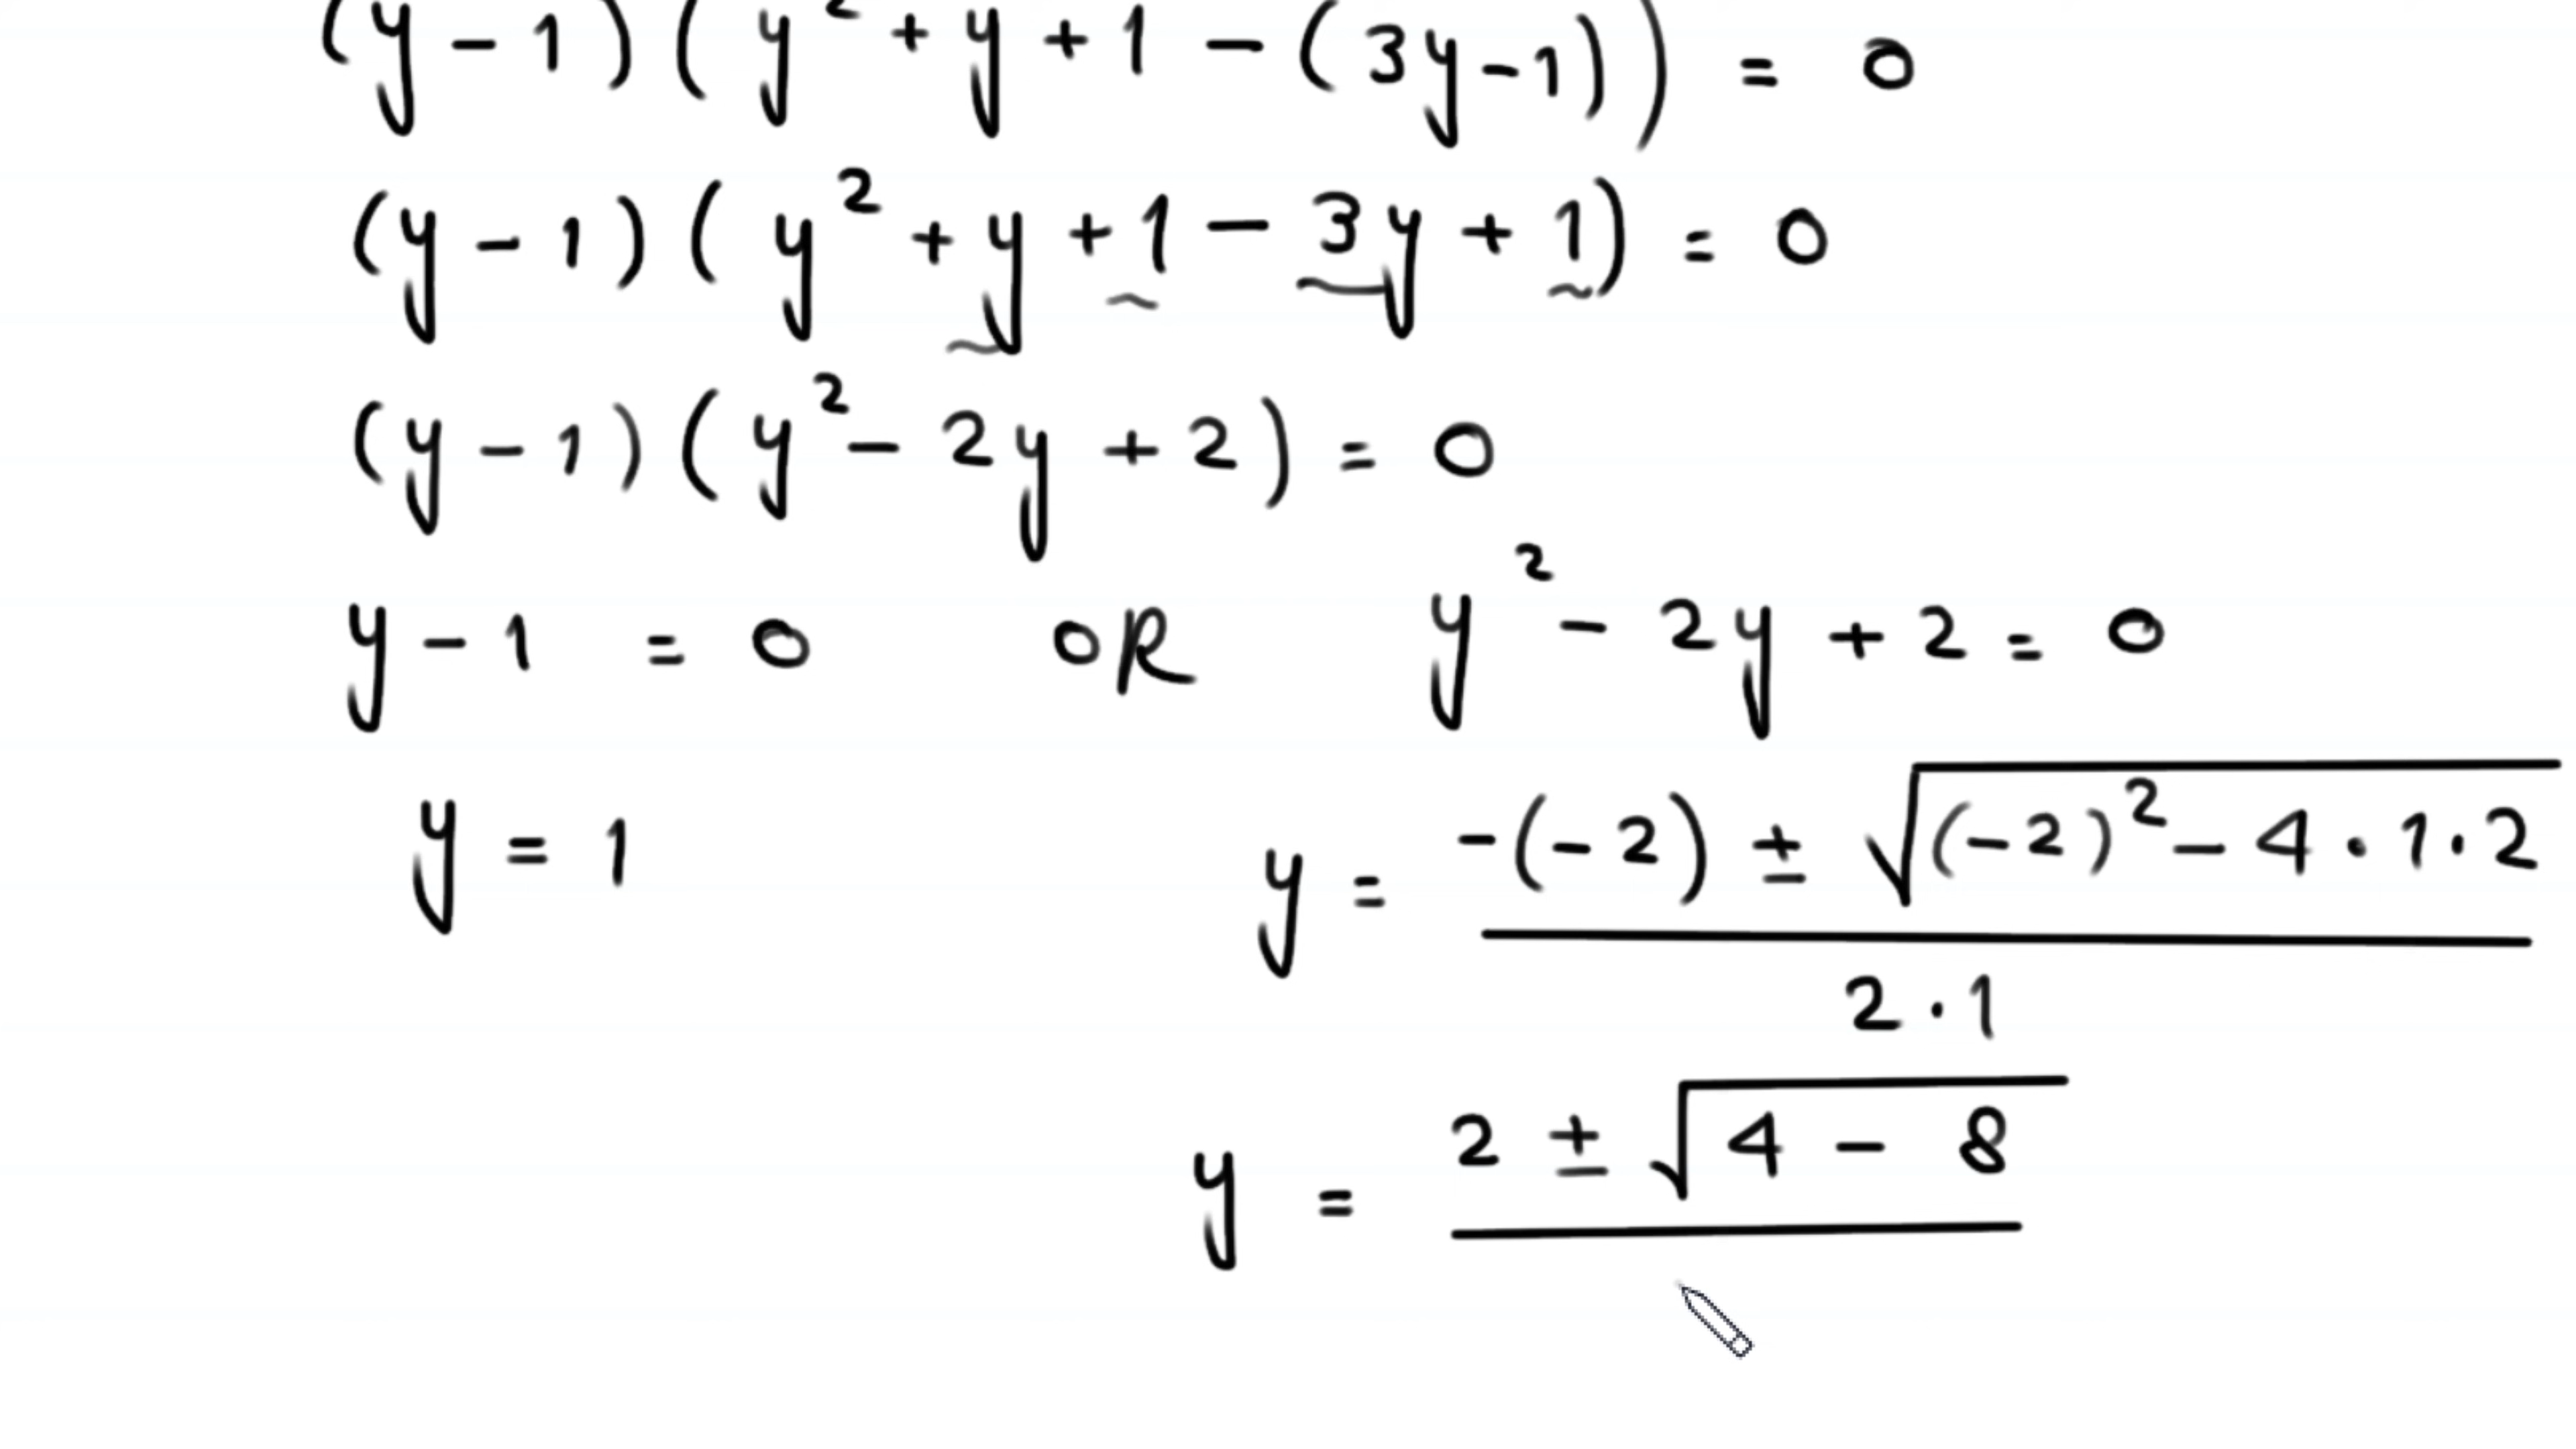 (y - 1)(y² + y + 1 - (3y - 1)) = 0
(y - 1)(y² + y + 1 - 3y + 1) = 0
(y - 1)(y² - 2y + 2) = 0
y - 1 = 0 OR y² - 2y + 2 = 0
y = 1
y = (-(-2) ± √((-2)² - 4 · 1 · 2)) / (2 · 1)
y = (2 ± √(4 - 8)) /